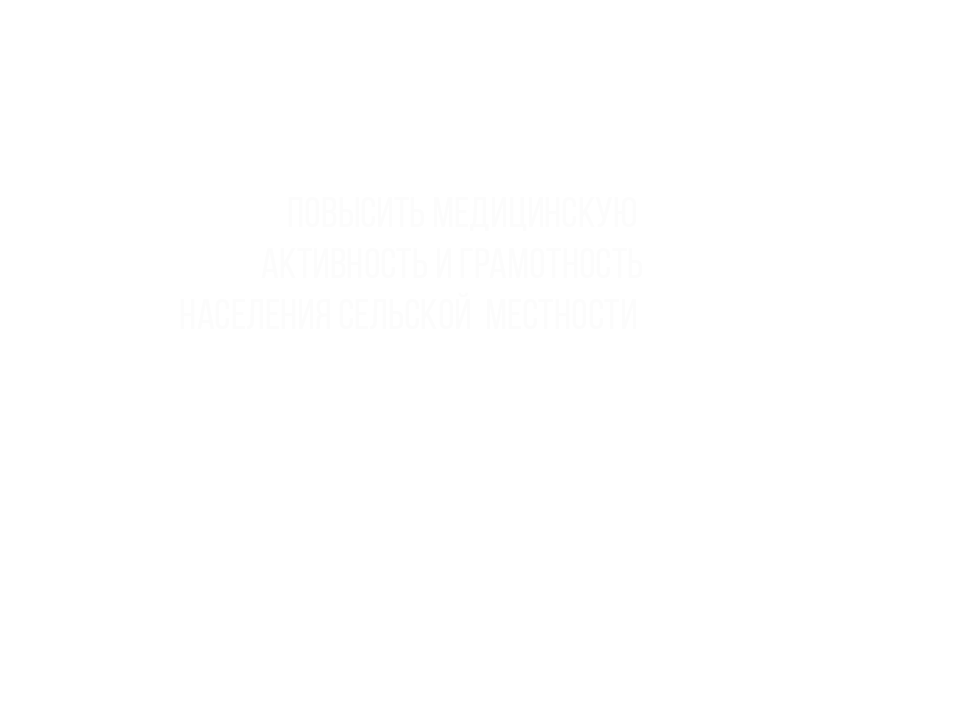 ПОВЫСИТЬ МЕДИЦИНСКУЮ
АКТИВНОСТЬ И ГРАМОТНОСТЬ
НАСЕЛЕНИЯ СЕЛЬСКОЙ МЕСТНОСТИ